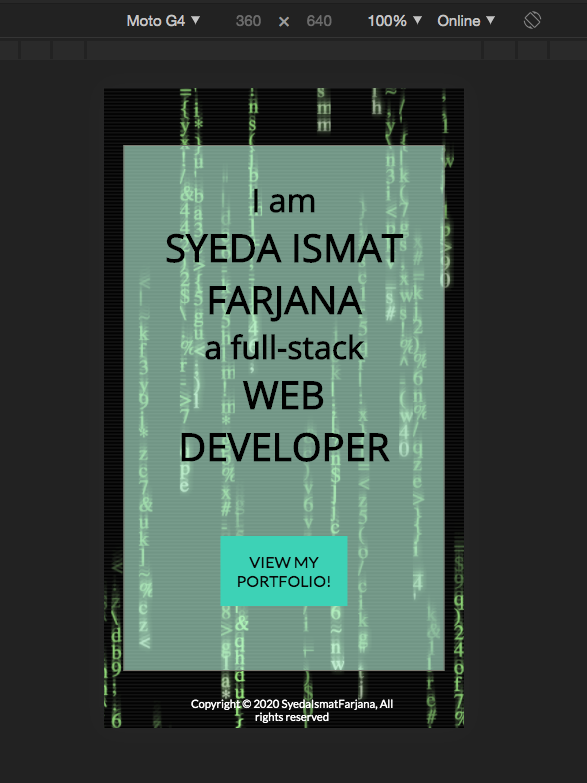 Moto G4 ▼ 360 × 640 100% ▼ Online ▼
I am
SYEDA ISMAT
FARJANA
a full-stack
WEB
DEVELOPER
VIEW MY
PORTFOLIO!
Copyright © 2020 SyedaIsmatFarjana, All
rights reserved